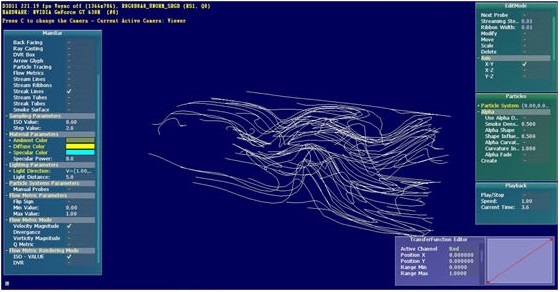 D3D11 221.19 fps Vsync off (1366x706), R8G8B8A8_UNORM_SRGB (MS1, Q0)
HARDWARE: NVIDIA GeForce GT 630M (#0)
Press C to change the Camera - Current Active Camera: Viewer
MainBar
Back Facing -
Ray Casting -
DVR Box -
Arrow Glyph -
Particle Tracing -
Flow Metrics -
Stream Lines -
Stream Ribbons -
Streak Lines ✓
Stream Tubes -
Streak Tubes -
Smoke Surface -
Sampling Parameters
ISO Value: 0.60
Step Value: 2.0
Material Parameters
Ambient Color
Diffuse Color
Specular Color
Specular Power: 8.0
Lighting Parameters
Light Direction: V={1.00,..
Light Distance: 5.0
Particle Systems Parameters
Manual Probes -
Flow Metric Parameters
Flip Sign -
Min Value: 0.00
Max Value: 1.00
Flow Metric Mode
Velocity Magnitude ✓
Divergance -
Vorticity Magnitude -
Q Metric -
Flow Metric Rendering Mode
ISO - VALUE ✓
DVR -
EditMode
Next Probe -
Streaming Ste.. 0.01
Ribbon Width: 0.01
Modify -
Move -
Scale -
Delete -
Axis
X-Y ✓
X-Z -
Y-Z -
Particles
Particle System {0.00,0.0..
Alpha
Use Alpha D.. -
Smoke Dens.. 0.500
Alpha Shape -
Shape Influ.. 0.500
Alpha Curvat.. -
Curvature In.. 1.000
Alpha Fade -
Create -
Playback
Play/Stop -
Speed: 1.00
Current Time: 3.6
TransferFunction Editor
Active Channel Red
Position X 0.000000
Position Y 0.000000
Range Min 0.0000
Range Max 1.0000